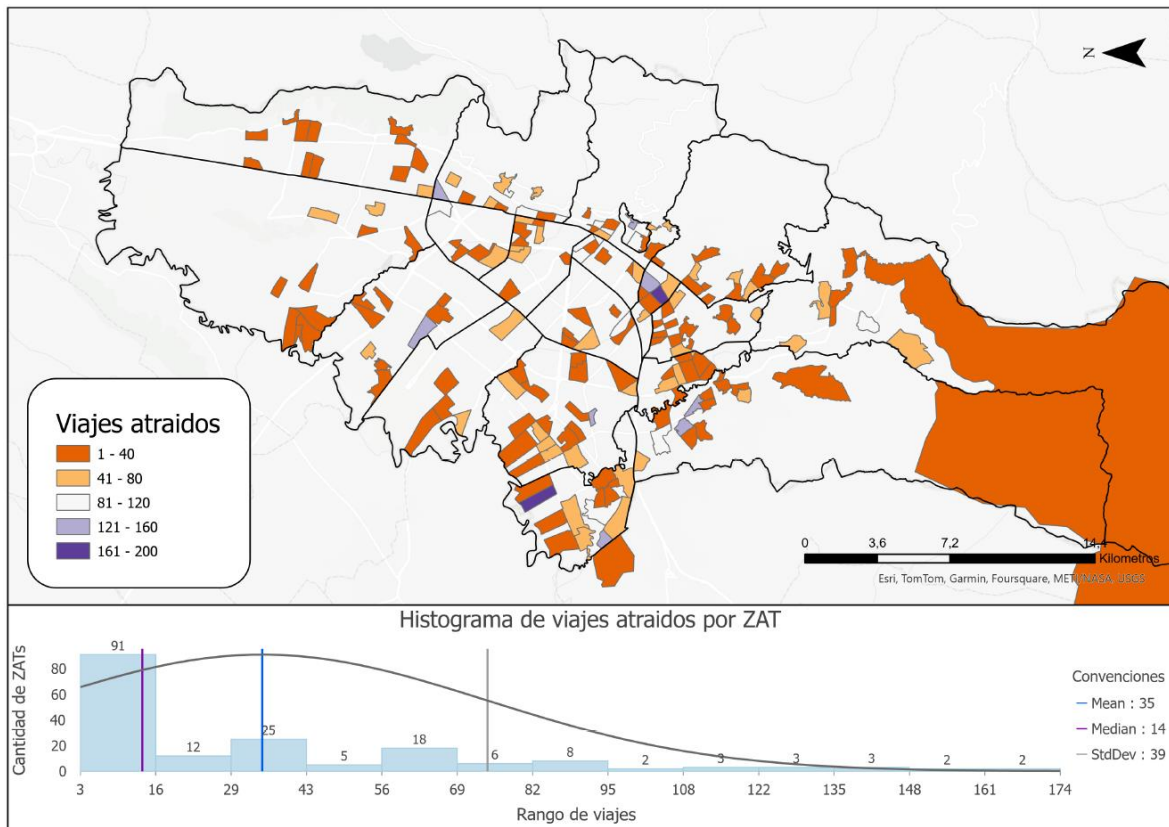 N
Viajes atraidos
1 - 40
41 - 80
81 - 120
121 - 160
161 - 200
0 3,6 7,2 14,4
Kilometros
Esri, TomTom, Garmin, Foursquare, METI/NASA, USGS
Histograma de viajes atraidos por ZAT
Cantidad de ZATs
80
60
40
20
0
91 12 25 5 18 6 8 2 3 3 3 2 2
3 16 29 43 56 69 82 95 108 122 135 148 161 174
Rango de viajes
Convenciones
Mean : 35
Median : 14
StdDev : 39